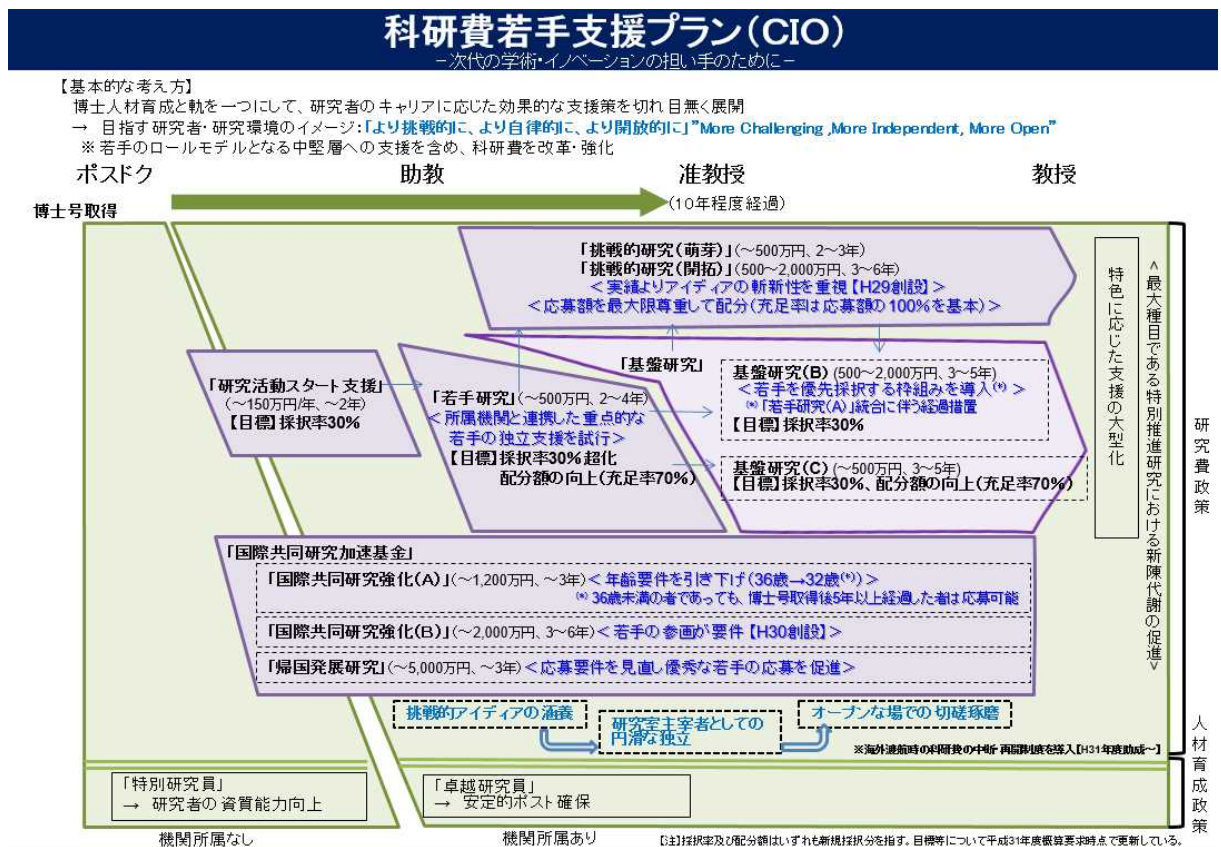 科研費若手支援プラン(CIO)
－次代の学術・イノベーションの担い手のために－
【基本的な考え方】
博士人材育成と軌を一つにして、研究者のキャリアに応じた効果的な支援策を切れ目無く展開
→ 目指す研究者・研究環境のイメージ:「より挑戦的に、より自律的に、より開放的に」"More Challenging ,More Independent, More Open"
※若手のロールモデルとなる中堅層への支援を含め、科研費を改革・強化
ポスドク 助教 准教授 教授
博士号取得
(10年程度経過)
「挑戦的研究(萌芽)」(～500万円、2～3年)
「挑戦的研究(開拓)」(500～2,000万円、3～6年)
＜実績よりアイディアの斬新性を重視【H29創設】＞
＜応募額を最大限尊重して配分(充足率は応募額の100%を基本)＞
「研究活動スタート支援」
(～150万円/年、～2年)
【目標】採択率30%
「若手研究」(～500万円、2～4年)
＜所属機関と連携した重点的な
若手の独立支援を試行＞
【目標】採択率30%超化
配分額の向上(充足率70%)
「基盤研究」
基盤研究(B) (500～2,000万円、3～5年)
＜若手を優先採択する枠組みを導入(*)＞
(*)「若手研究(A)」統合に伴う経過措置
【目標】採択率30%
基盤研究(C) (～500万円、3～5年)
【目標】採択率30%、配分額の向上(充足率70%)
特色に応じた支援の大型化
＜最大種目である特別推進研究における新陳代謝の促進＞
研究費政策
「国際共同研究加速基金」
「国際共同研究強化(A)」(～1,200万円、～3年)＜年齢要件を引き下げ(36歳→32歳(*))＞
(*) 36歳未満の者であっても、博士号取得後5年以上経過した者は応募可能
「国際共同研究強化(B)」(～2,000万円、3～6年)＜若手の参画が要件【H30創設】＞
「帰国発展研究」(～5,000万円、～3年)＜応募要件を見直し優秀な若手の応募を促進＞
挑戦的アイディアの涵養
研究室主宰者としての
円滑な独立
オープンな場での切磋琢磨
※海外渡航時の科研費の中断・再開制度を導入【H31年度助成～】
人材育成政策
「特別研究員」
→ 研究者の資質能力向上
「卓越研究員」
→ 安定的ポスト確保
機関所属なし 機関所属あり
【注】採択率及び配分額はいずれも新規採択分を指す。目標等について平成31年度概算要求時点で更新している。